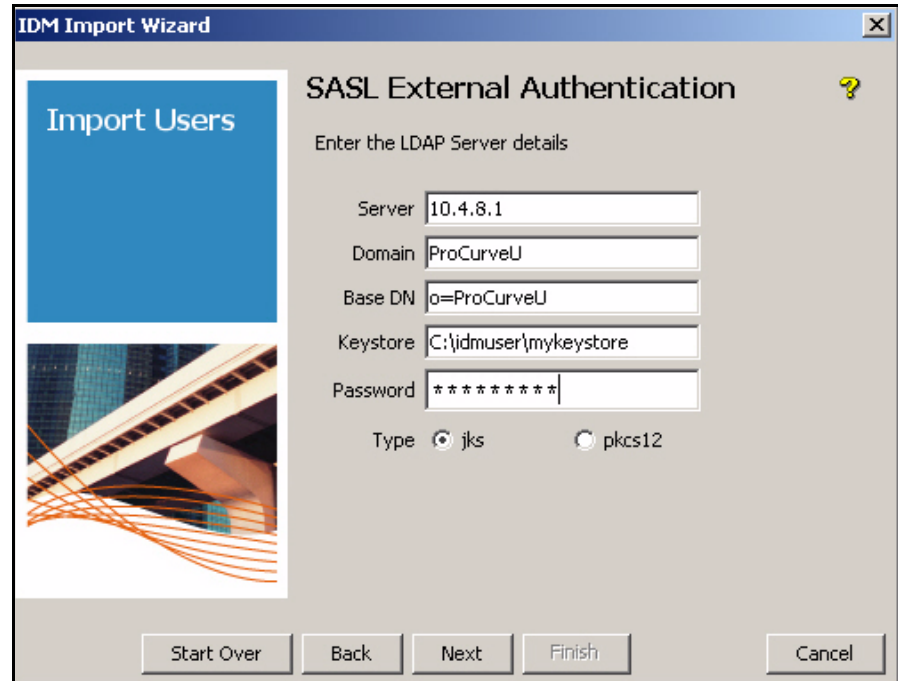 IDM Import Wizard
Import Users
SASL External Authentication
?
Enter the LDAP Server details
Server 10.4.8.1
Domain ProCurveU
Base DN o=ProCurveU
Keystore C:\idmuser\mykeystore
Password *********
Type jks pkcs12
Start Over Back Next Finish Cancel